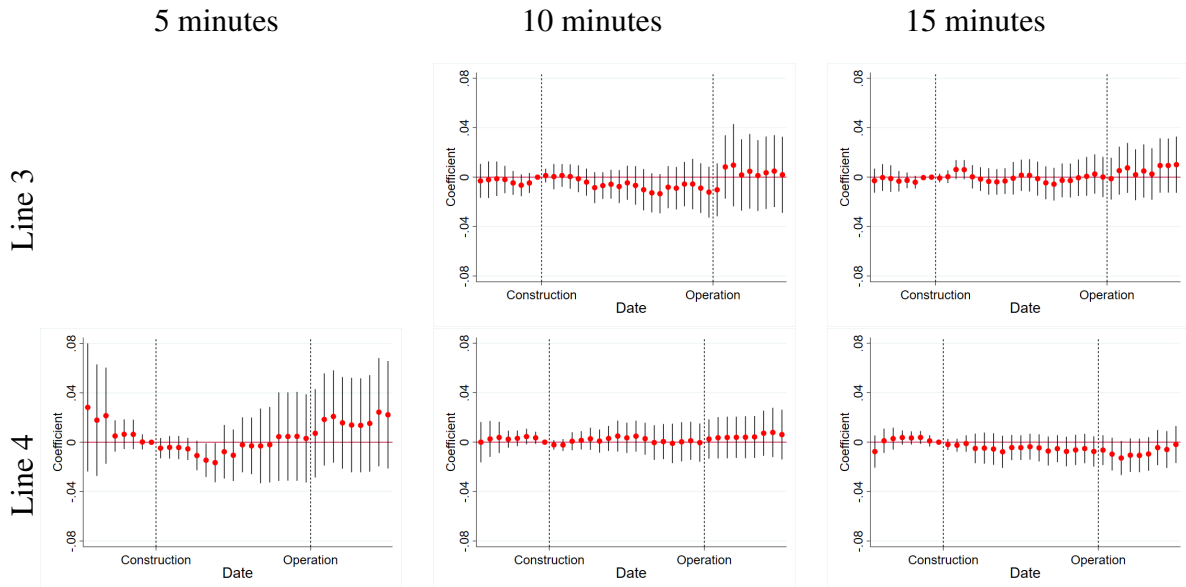 5 minutes 10 minutes 15 minutes
Line 3
.08
.04
0
-.04
-.08
Coefficient
Construction Operation
Date
.08
.04
0
-.04
-.08
Coefficient
Construction Operation
Date
Line 4
.08
.04
0
-.04
-.08
Coefficient
Construction Operation
Date
.08
.04
0
-.04
-.08
Coefficient
Construction Operation
Date
.08
.04
0
-.04
-.08
Coefficient
Construction Operation
Date